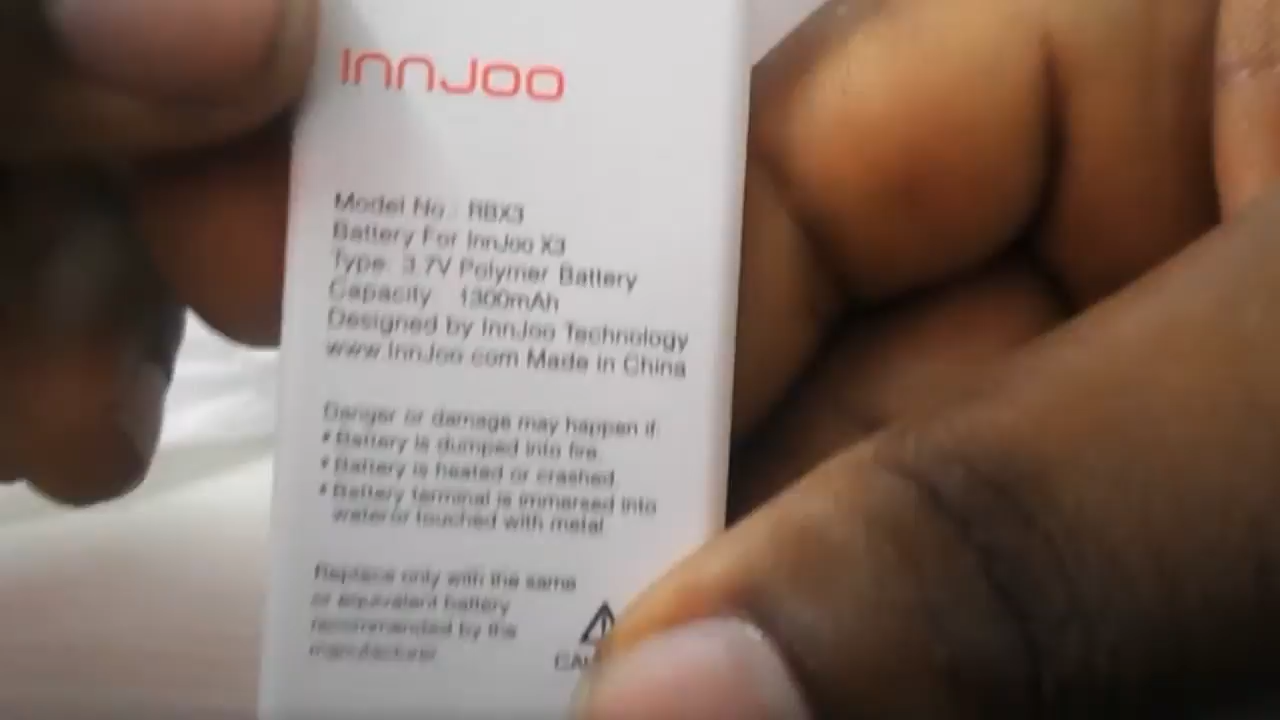 InnJoo
Model No.: RBX3
Battery For InnJoo X3
Type: 3.7V Polymer Battery
Capacity: 1300mAh
Designed by InnJoo Technology
www.InnJoo.com Made in China
Danger or damage may happen if:
* Battery is dumped into fire.
* Battery is heated or crashed.
* Battery terminal is immersed into
water or touched with metal
Replace only with the same
or equivalent battery
recommended by the
manufacturer